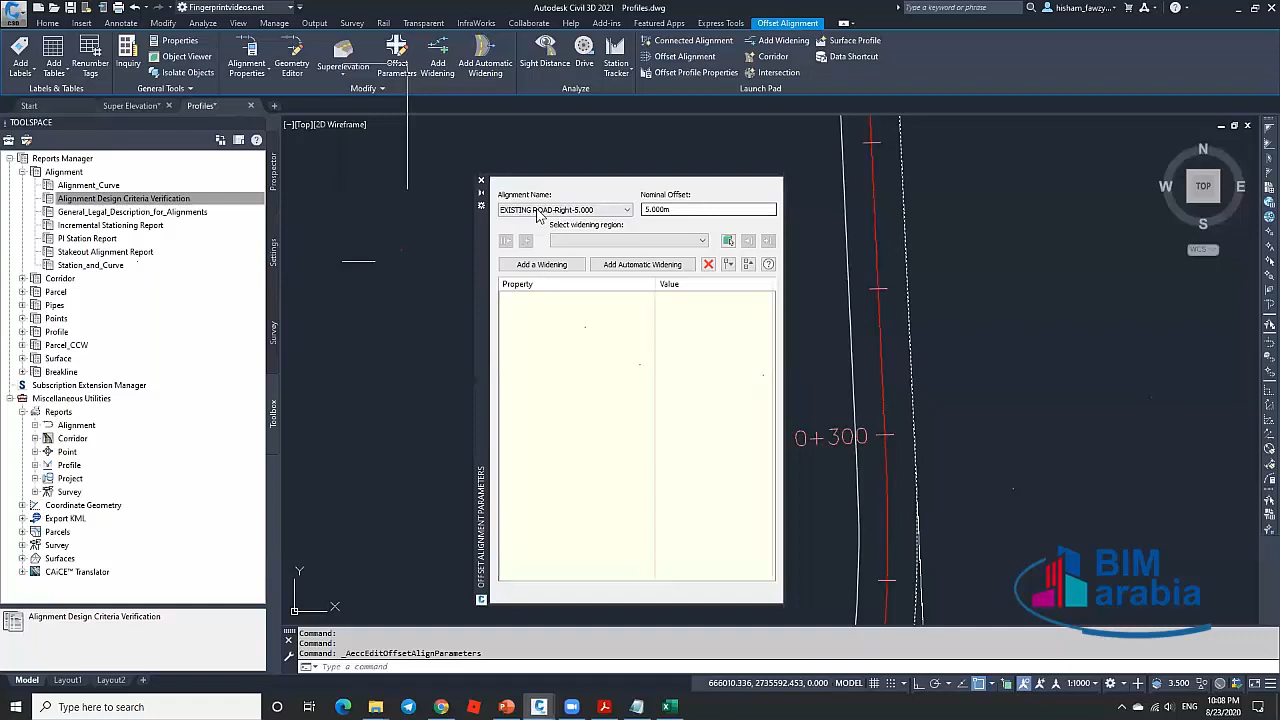 Fingerprintvideos.net
Autodesk Civil 3D 2021 Profiles.dwg
Type a keyword or phrase
hisham_fawzy...
Home Insert Annotate Modify Analyze View Manage Output Survey Rail Transparent InfraWorks Collaborate Help Add-ins Featured Apps Express Tools Offset Alignment
Add Labels
Add Tables
Renumber Tags
Inquiry
Properties
Object Viewer
Isolate Objects
Alignment Properties
Geometry Editor
Superelevation
Offset Parameters
Add Widening
Add Automatic Widening
Sight Distance
Drive
Station Tracker
Connected Alignment
Offset Alignment
Offset Profile Properties
Add Widening
Corridor
Intersection
Surface Profile
Data Shortcut
Labels & Tables
General Tools
Modify
Analyze
Launch Pad
Start
Super Elevation*
Profiles*
TOOLSPACE
Reports Manager
Alignment
Alignment_Curve
Alignment Design Criteria Verification
General_Legal_Description_for_Alignments
Incremental Stationing Report
PI Station Report
Stakeout Alignment Report
Station_and_Curve
Corridor
Parcel
Pipes
Points
Profile
Parcel_CCW
Surface
Breakline
Subscription Extension Manager
Miscellaneous Utilities
Reports
Alignment
Corridor
Point
Profile
Project
Survey
Coordinate Geometry
Export KML
Parcels
Survey
Surfaces
CAiCE™ Translator
Alignment Design Criteria Verification
Prospector
Settings
Survey
Toolbox
[−][Top][2D Wireframe]
Alignment Name:
Nominal Offset:
EXISTING ROAD-Right-5.000
5.000m
Select widening region:
Add a Widening
Add Automatic Widening
Property
Value
OFFSET ALIGNMENT PARAMETERS
0+300
N
W
TOP
E
S
WCS
Y
X
BIM
arabia
Command:
Command:
Command: _AeccEditOffsetAlignParameters
Type a command
Model
Layout1
Layout2
666010.336, 2735592.453, 0.000
MODEL
1:1000
3.500
Type here to search
10:08 PM
8/23/2020